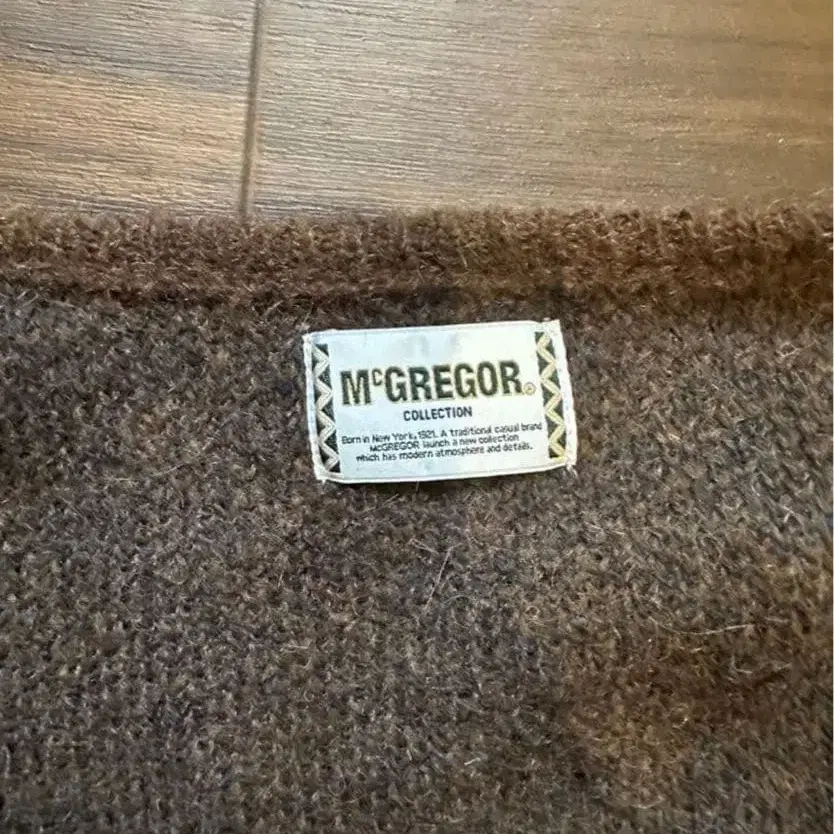 McGREGOR®
COLLECTION
Born in New York, 1921. A traditional casual brand
McGREGOR launch a new collection
which has modern atmosphere and details.